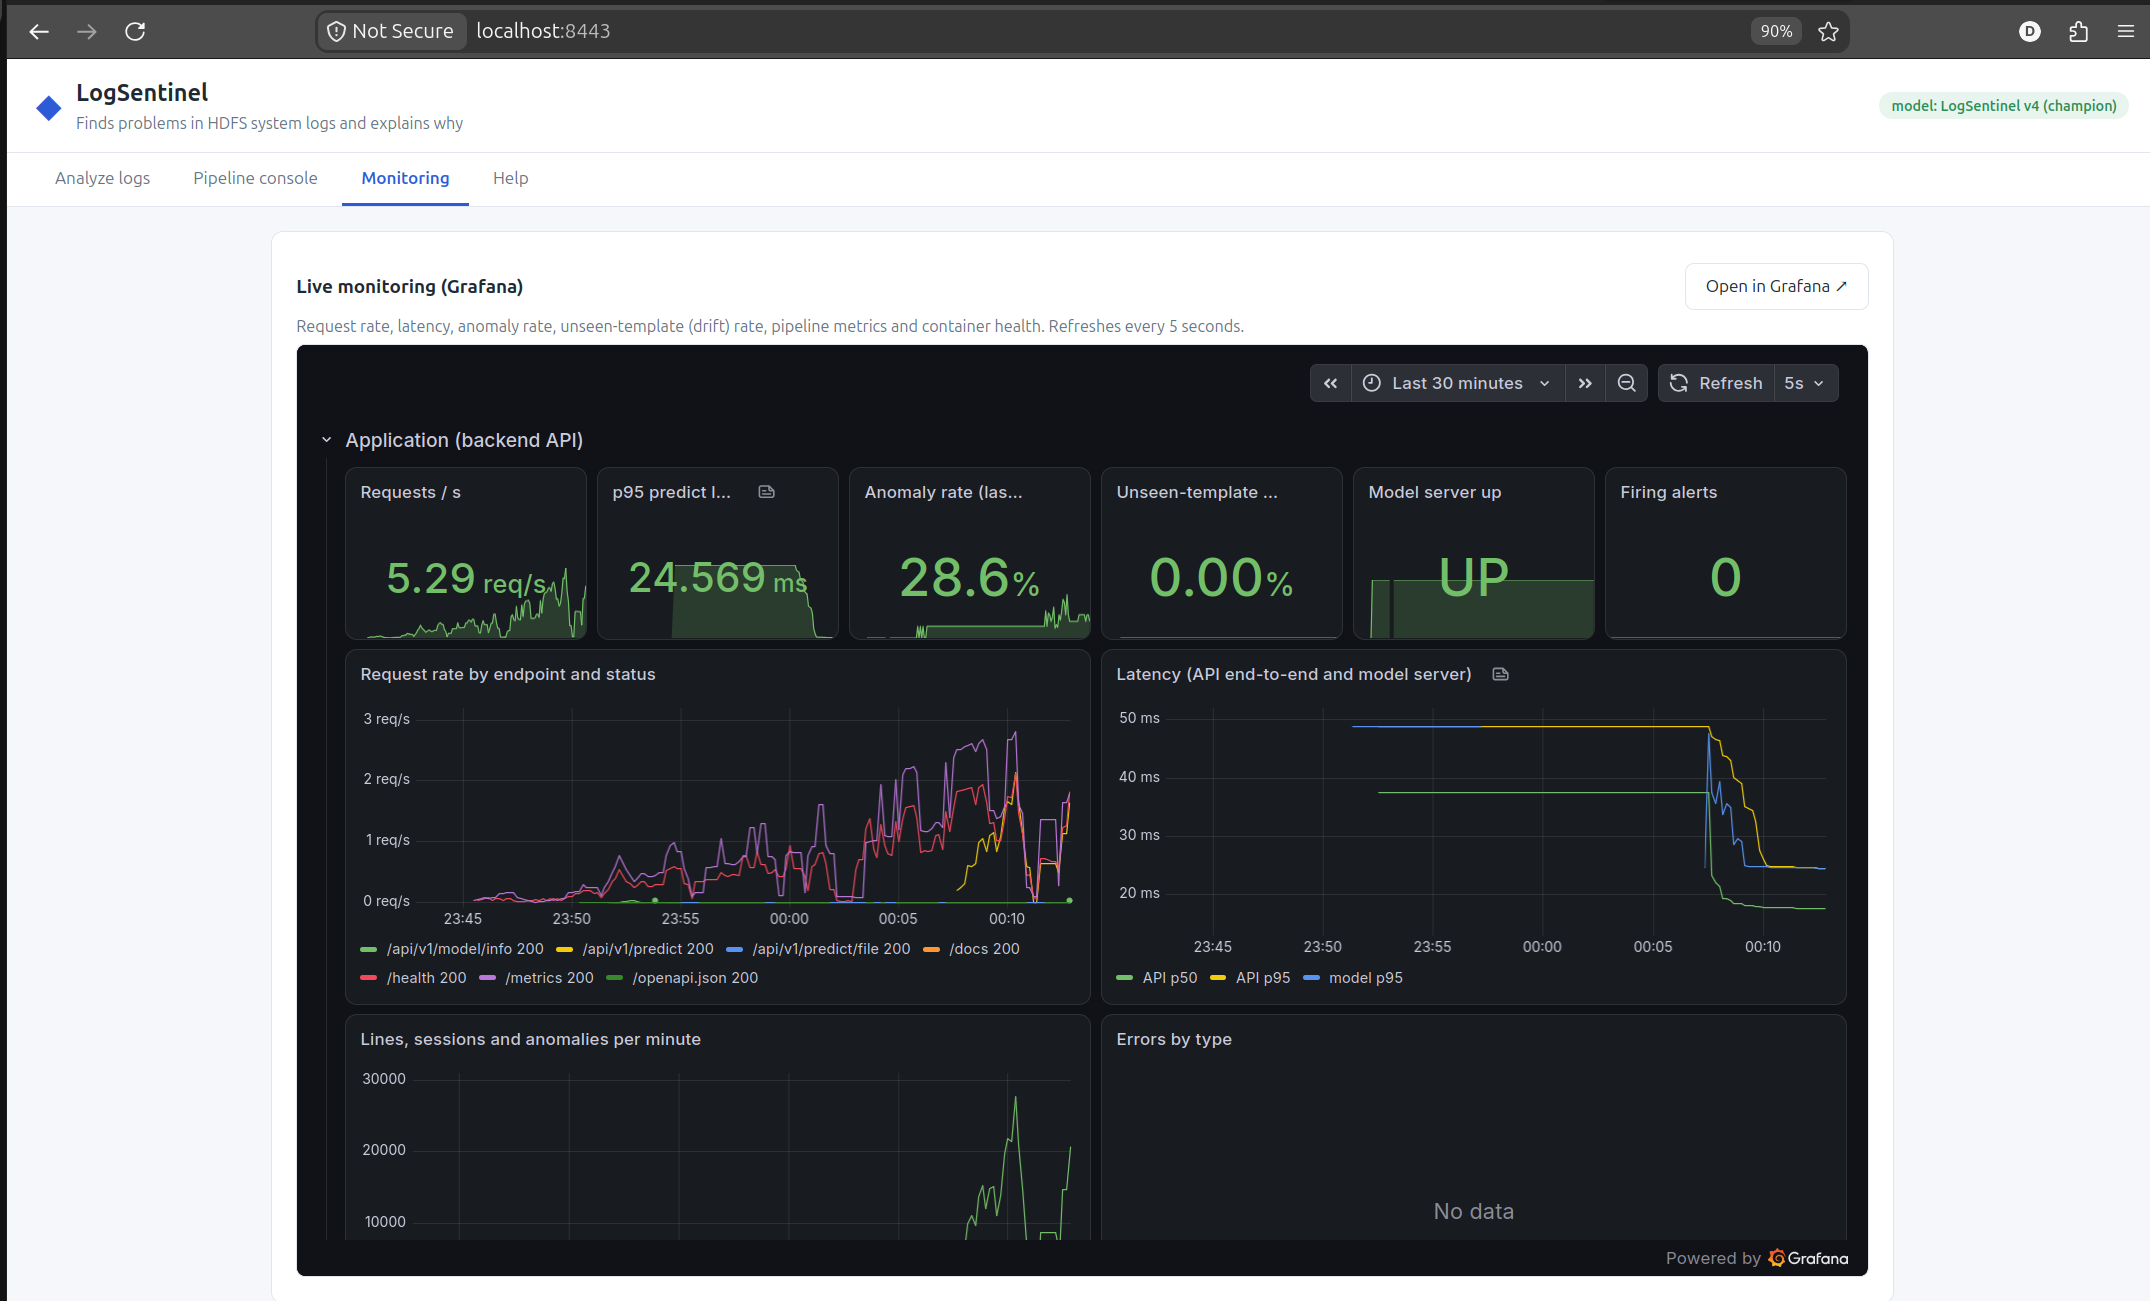 Not Secure localhost:8443 90% D
LogSentinel
Finds problems in HDFS system logs and explains why
model: LogSentinel v4 (champion)
Analyze logs Pipeline console Monitoring Help
Live monitoring (Grafana)
Open in Grafana ↗
Request rate, latency, anomaly rate, unseen-template (drift) rate, pipeline metrics and container health. Refreshes every 5 seconds.
Last 30 minutes Refresh 5s
Application (backend API)
Requests / s
5.29 req/s
p95 predict l...
24.569 ms
Anomaly rate (las...
28.6%
Unseen-template ...
0.00%
Model server up
UP
Firing alerts
0
Request rate by endpoint and status
3 req/s
2 req/s
1 req/s
0 req/s
23:45 23:50 23:55 00:00 00:05 00:10
/api/v1/model/info 200 /api/v1/predict 200 /api/v1/predict/file 200 /docs 200
/health 200 /metrics 200 /openapi.json 200
Latency (API end-to-end and model server)
50 ms
40 ms
30 ms
20 ms
23:45 23:50 23:55 00:00 00:05 00:10
API p50 API p95 model p95
Lines, sessions and anomalies per minute
30000
20000
10000
Errors by type
No data
Powered by Grafana